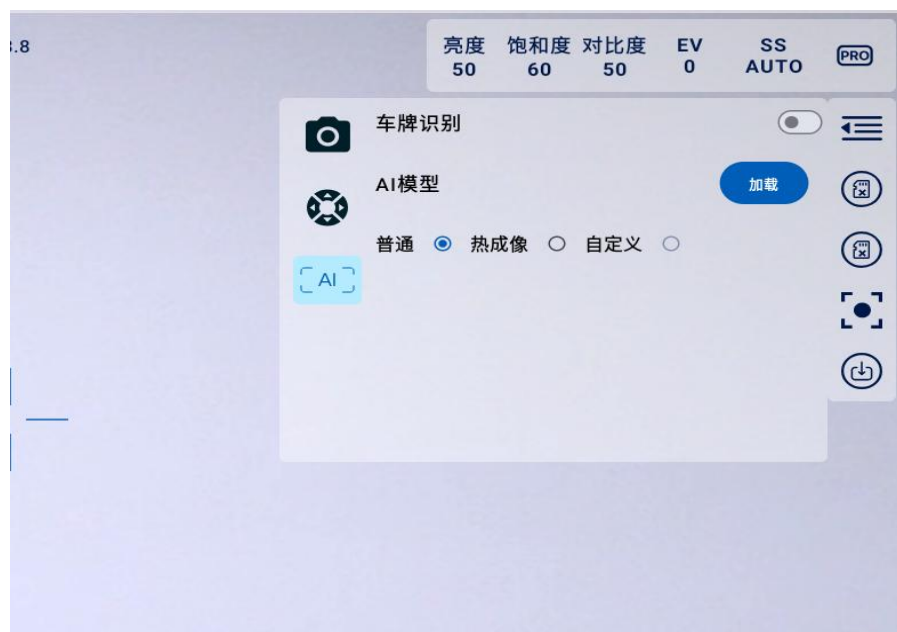 .8
亮度 饱和度 对比度 EV SS
50 60 50 0 AUTO
PRO
车牌识别
AI模型 加载
普通 热成像 自定义
AI